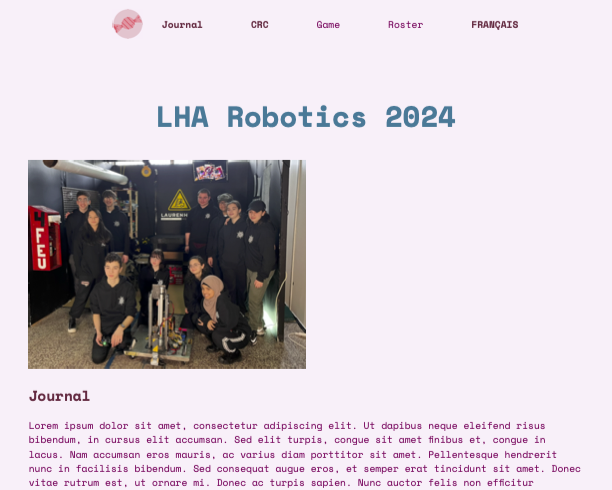 Journal CRC Game Roster FRANÇAIS
LHA Robotics 2024
FEU
LAURENH
Journal
Lorem ipsum dolor sit amet, consectetur adipiscing elit. Ut dapibus neque eleifend risus
bibendum, in cursus elit accumsan. Sed elit turpis, congue sit amet finibus et, congue in
lacus. Nam accumsan eros mauris, ac varius diam porttitor sit amet. Pellentesque hendrerit
nunc in facilisis bibendum. Sed consequat augue eros, et semper erat tincidunt sit amet. Donec
vitae rutrum est, ut ornare mi. Donec ac turpis sapien. Nunc auctor felis non efficitur